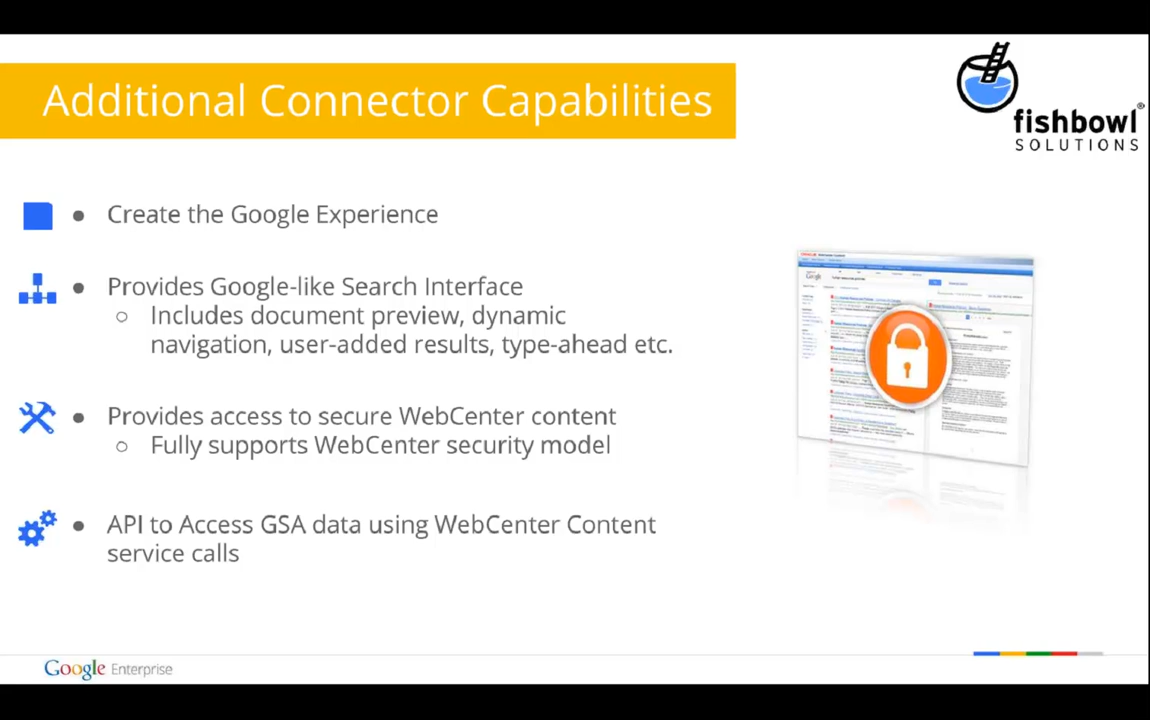 Additional Connector Capabilities
fishbowl®
SOLUTIONS
● Create the Google Experience
● Provides Google-like Search Interface
○ Includes document preview, dynamic
navigation, user-added results, type-ahead etc.
● Provides access to secure WebCenter content
○ Fully supports WebCenter security model
● API to Access GSA data using WebCenter Content
service calls
Google
Google Enterprise